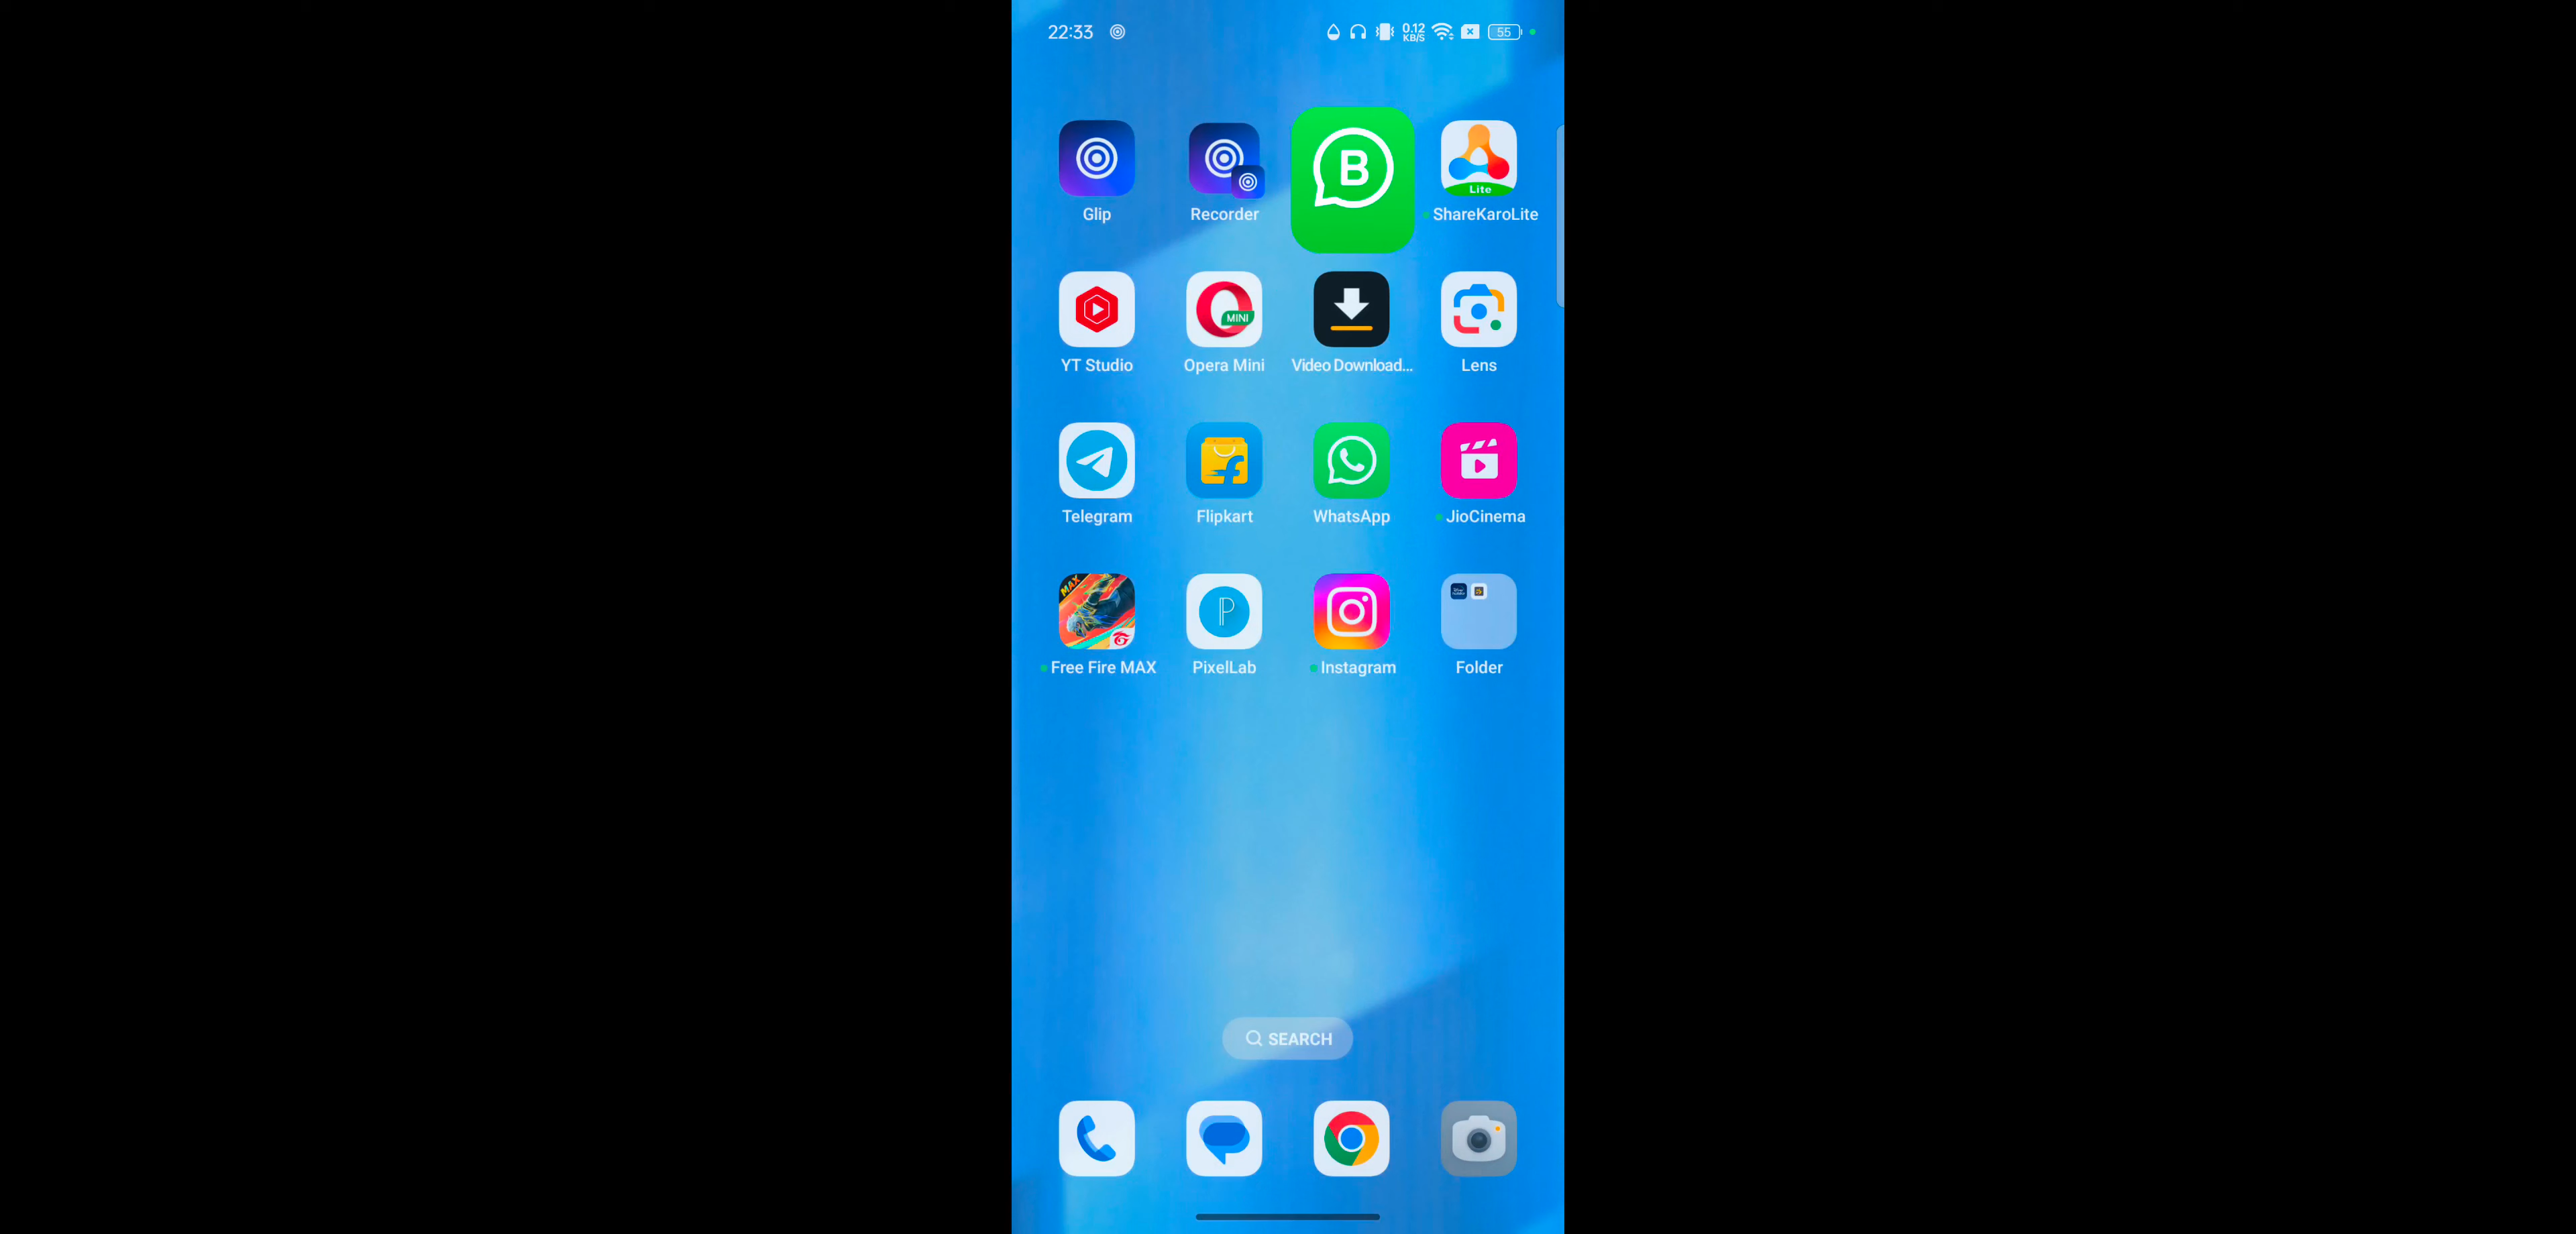 22:33 0.12 KB/S 55
B
Lite
Glip Recorder ShareKaroLite
MINI
YT Studio Opera Mini Video Download... Lens
Telegram Flipkart WhatsApp JioCinema
MAX
Free Fire MAX PixelLab Instagram Folder
SEARCH